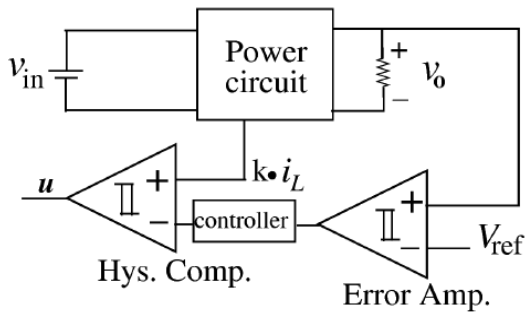 Power
circuit
v_in
+
v_o
−
u
+
−
k•i_L
controller
+
−
V_ref
Hys. Comp.
Error Amp.